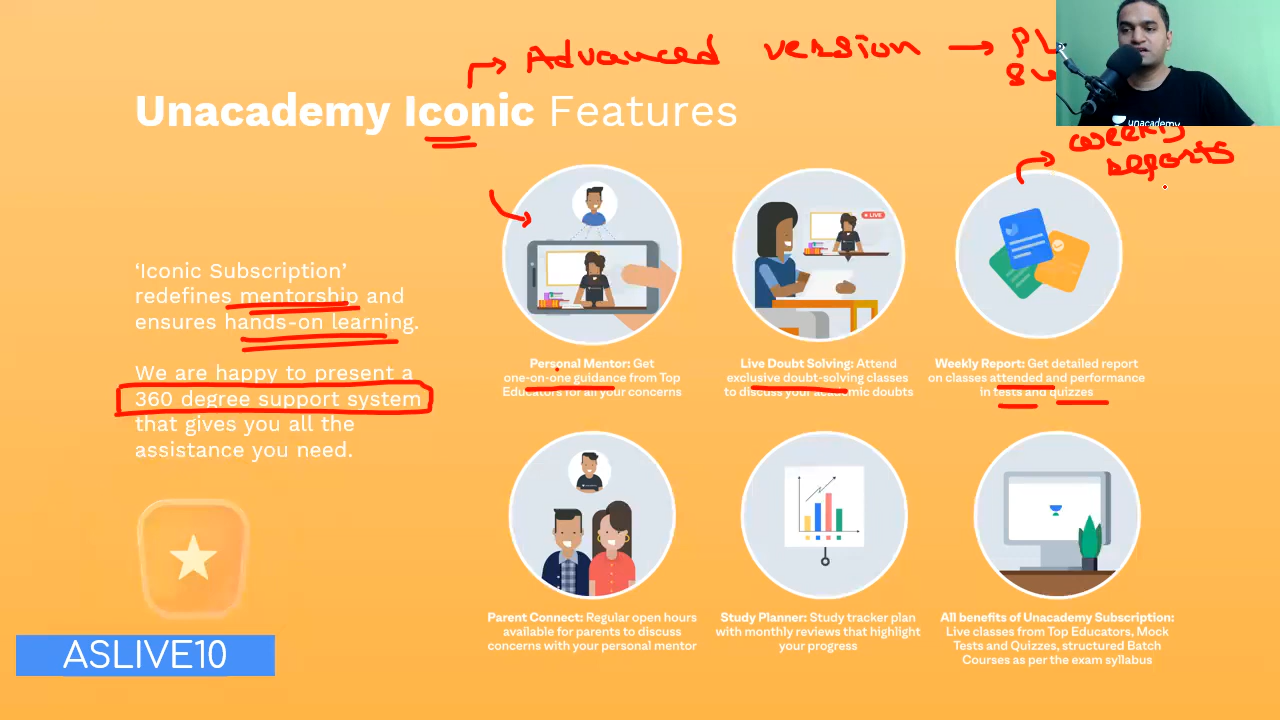 Advanced version → PL
Unacademy Iconic Features
unacademy
weekly
reports
LIVE
‘Iconic Subscription’
redefines mentorship and
ensures hands-on learning.
We are happy to present a
360 degree support system
that gives you all the
assistance you need.
Personal Mentor: Get
one-on-one guidance from Top
Educators for all your concerns
Live Doubt Solving: Attend
exclusive doubt-solving classes
to discuss your academic doubts
Weekly Report: Get detailed report
on classes attended and performance
in tests and quizzes
Parent Connect: Regular open hours
available for parents to discuss
concerns with your personal mentor
Study Planner: Study tracker plan
with monthly reviews that highlight
your progress
All benefits of Unacademy Subscription:
Live classes from Top Educators, Mock
Tests and Quizzes, structured Batch
Courses as per the exam syllabus
ASLIVE10